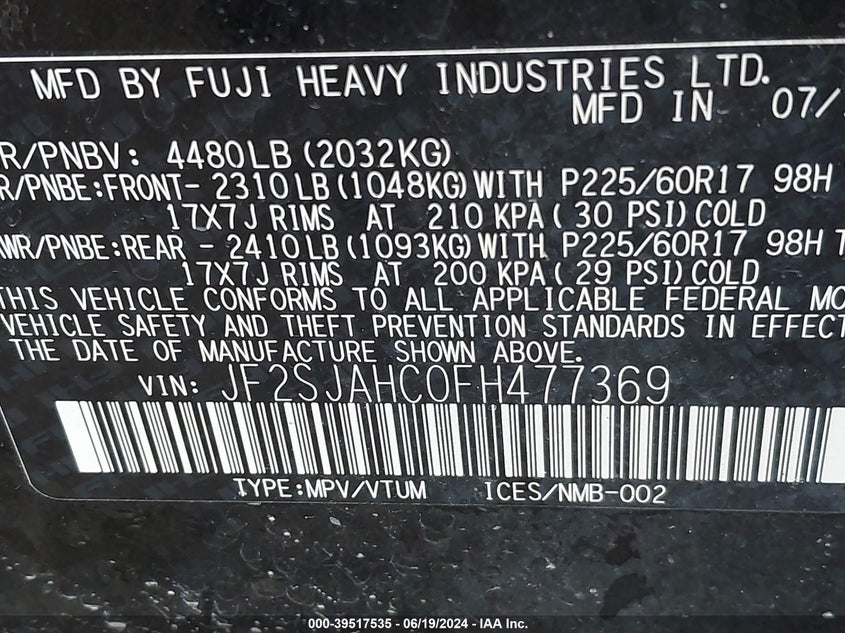 MFD BY FUJI HEAVY INDUSTRIES LTD.
MFD IN 07/
R/PNBV: 4480LB (2032KG)
R/PNBE:FRONT- 2310LB (1048KG) WITH P225/60R17 98H
17X7J RIMS AT 210 KPA (30 PSI) COLD
WR/PNBE:REAR - 2410LB (1093KG) WITH P225/60R17 98H T
17X7J RIMS AT 200 KPA (29 PSI) COLD
THIS VEHICLE CONFORMS TO ALL APPLICABLE FEDERAL MO
VEHICLE SAFETY AND THEFT PREVENTION STANDARDS IN EFFECT
THE DATE OF MANUFACTURE SHOWN ABOVE.
VIN: JF2SJAHC0FH477369
TYPE:MPV/VTUM ICES/NMB-002
000-39517535 - 06/19/2024 - IAA Inc.